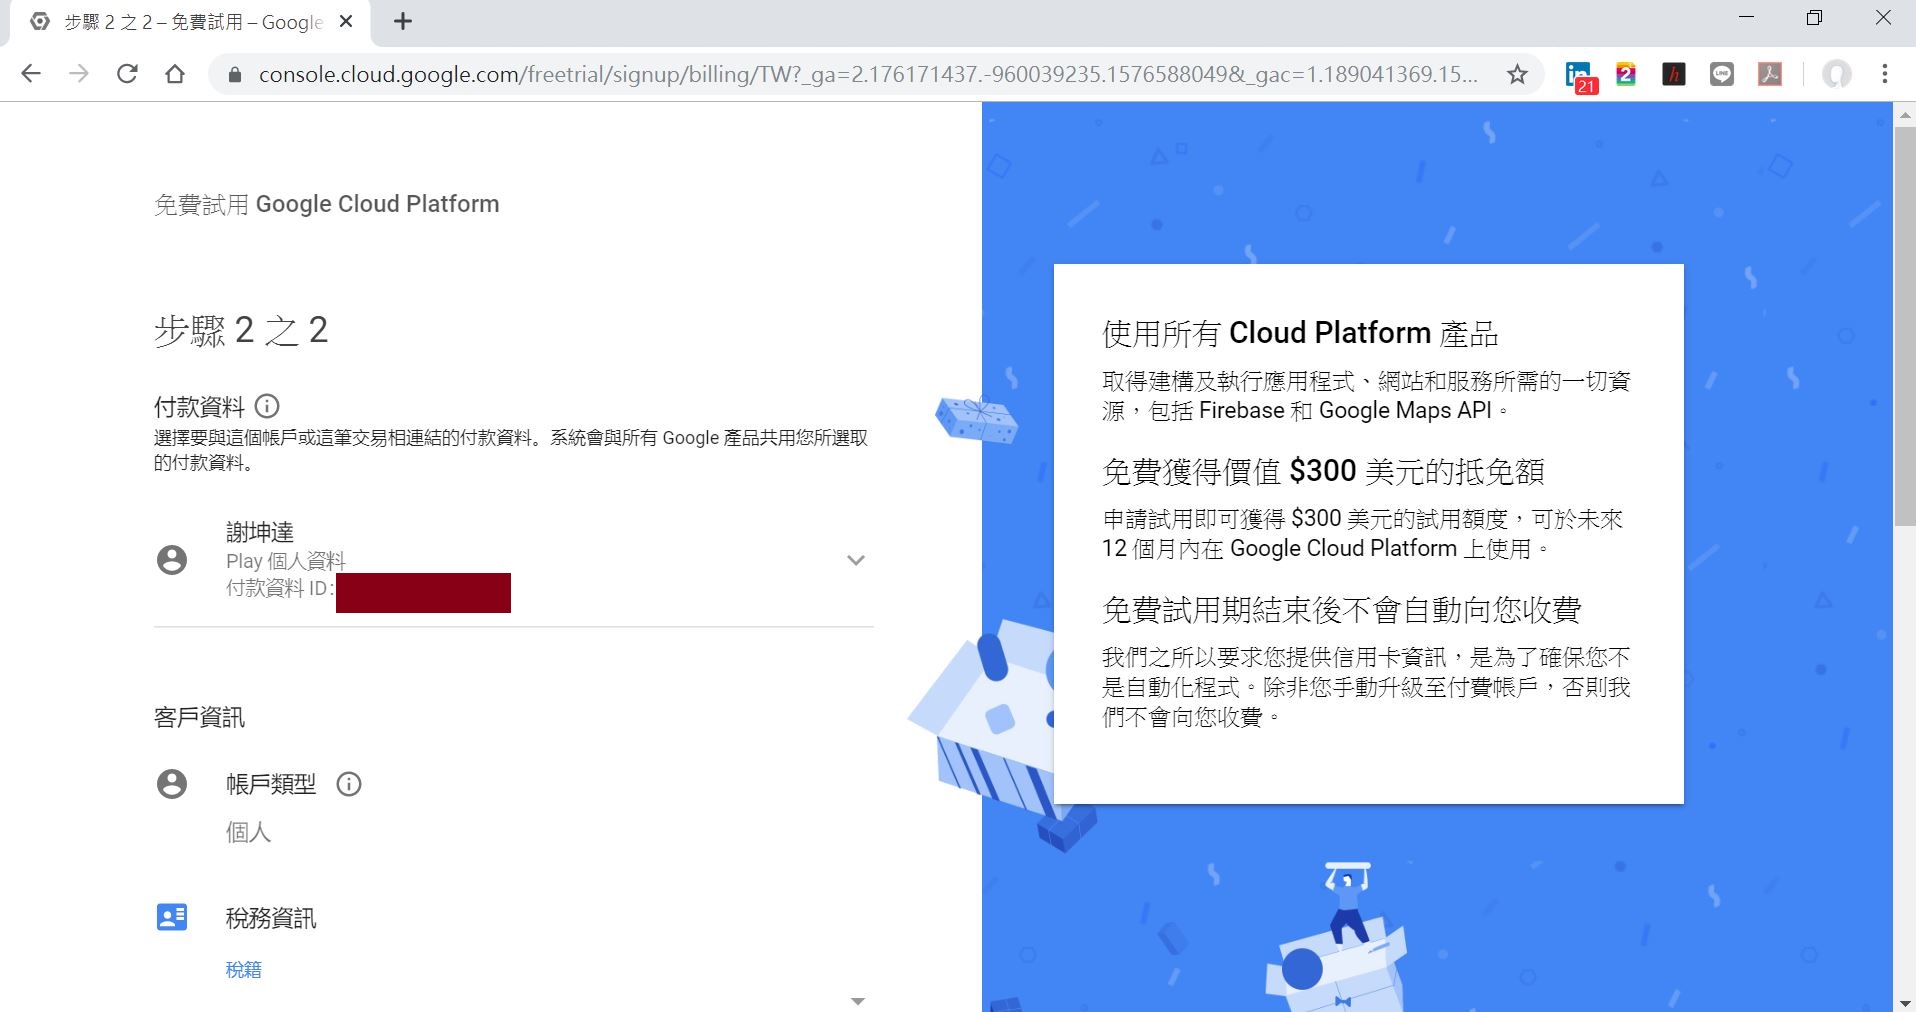 步驟 2 之 2 – 免費試用 – Google
console.cloud.google.com/freetrial/signup/billing/TW?_ga=2.176171437.-960039235.1576588049&_gac=1.189041369.15...
21
2
h
LINE
免費試用 Google Cloud Platform
步驟 2 之 2
付款資料
選擇要與這個帳戶或這筆交易相連結的付款資料。系統會與所有 Google 產品共用您所選取
的付款資料。
謝坤達
Play 個人資料
付款資料 ID:
客戶資訊
帳戶類型
個人
稅務資訊
稅籍
使用所有 Cloud Platform 產品
取得建構及執行應用程式、網站和服務所需的一切資
源，包括 Firebase 和 Google Maps API。
免費獲得價值 $300 美元的抵免額
申請試用即可獲得 $300 美元的試用額度，可於未來
12 個月內在 Google Cloud Platform 上使用。
免費試用期結束後不會自動向您收費
我們之所以要求您提供信用卡資訊，是為了確保您不
是自動化程式。除非您手動升級至付費帳戶，否則我
們不會向您收費。